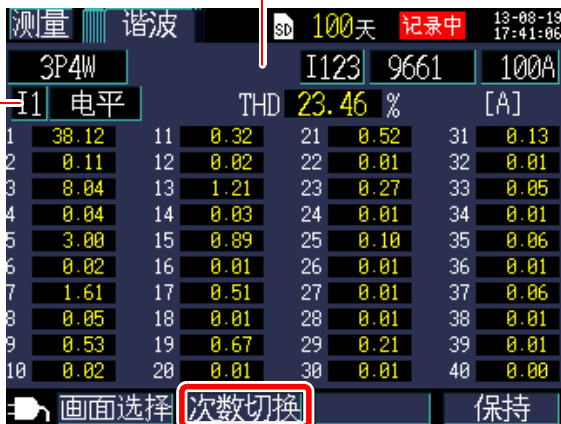 测量 谐波 SD 100天 记录中 13-08-19
17:41:06
3P4W I123 9661 100A
I1 电平 THD 23.46 % [A]
1 38.12 11 0.32 21 0.52 31 0.13
2 0.11 12 0.02 22 0.01 32 0.01
3 8.04 13 1.21 23 0.27 33 0.05
4 0.04 14 0.03 24 0.01 34 0.01
5 3.00 15 0.89 25 0.10 35 0.06
6 0.02 16 0.01 26 0.01 36 0.01
7 1.61 17 0.51 27 0.01 37 0.06
8 0.05 18 0.01 28 0.01 38 0.01
9 0.53 19 0.67 29 0.21 39 0.01
10 0.02 20 0.01 30 0.01 40 0.00
画面选择 次数切换 保持